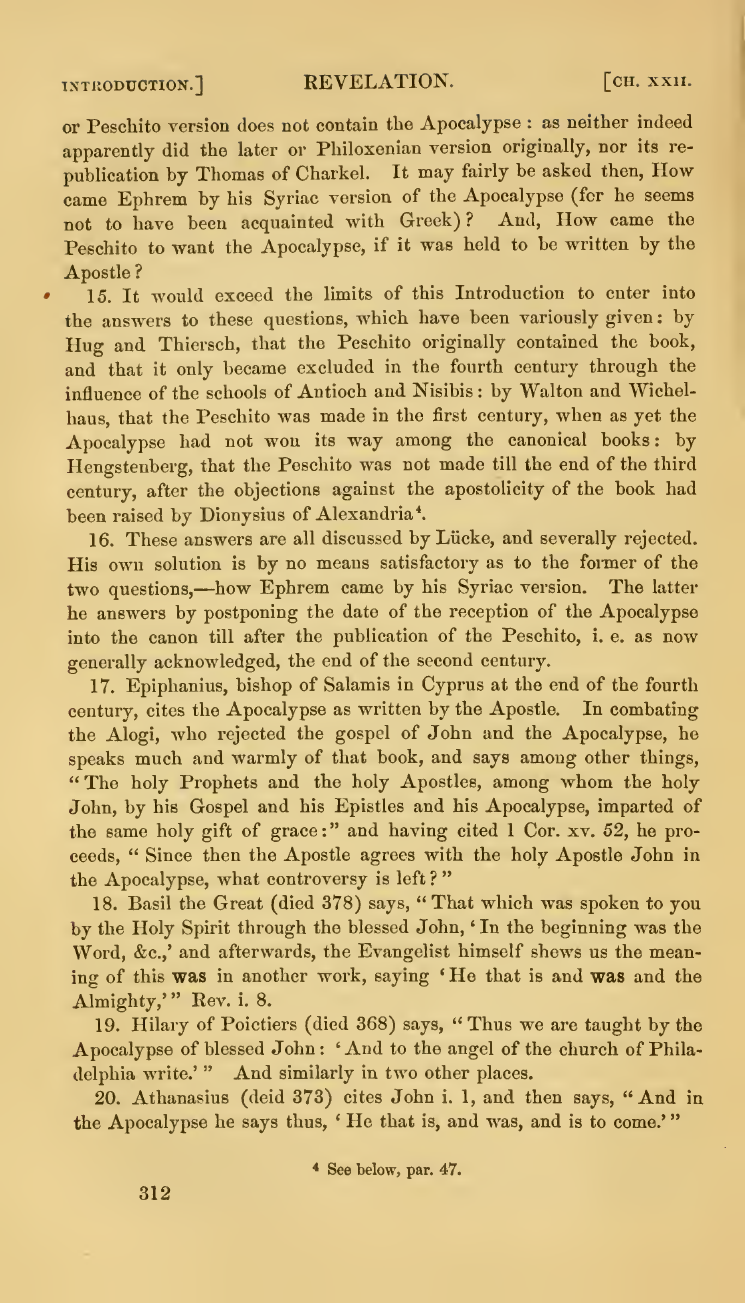 INTRODUCTION.] REVELATION. [CH. XXII.
or Peschito version does not contain the Apocalypse : as neither indeed
apparently did the later or Philoxenian version originally, nor its re-
publication by Thomas of Charkel. It may fairly be asked then, How
came Ephrem by his Syriac version of the Apocalypse (for he seems
not to have been acquainted with Greek) ? And, How came the
Peschito to want the Apocalypse, if it was held to be written by the
Apostle ?
15. It would exceed the limits of this Introduction to enter into
the answers to these questions, which have been variously given : by
Hug and Thiersch, that the Peschito originally contained the book,
and that it only became excluded in the fourth century through the
influence of the schools of Antioch and Nisibis : by Walton and Wichel-
haus, that the Peschito was made in the first century, when as yet the
Apocalypse had not won its way among the canonical books : by
Hengstenberg, that the Peschito was not made till the end of the third
century, after the objections against the apostolicity of the book had
been raised by Dionysius of Alexandria⁴.
16. These answers are all discussed by Lücke, and severally rejected.
His own solution is by no means satisfactory as to the former of the
two questions,—how Ephrem came by his Syriac version. The latter
he answers by postponing the date of the reception of the Apocalypse
into the canon till after the publication of the Peschito, i. e. as now
generally acknowledged, the end of the second century.
17. Epiphanius, bishop of Salamis in Cyprus at the end of the fourth
century, cites the Apocalypse as written by the Apostle. In combating
the Alogi, who rejected the gospel of John and the Apocalypse, he
speaks much and warmly of that book, and says among other things,
“ The holy Prophets and the holy Apostles, among whom the holy
John, by his Gospel and his Epistles and his Apocalypse, imparted of
the same holy gift of grace :” and having cited 1 Cor. xv. 52, he pro-
ceeds, “ Since then the Apostle agrees with the holy Apostle John in
the Apocalypse, what controversy is left ? ”
18. Basil the Great (died 378) says, “ That which was spoken to you
by the Holy Spirit through the blessed John, ‘ In the beginning was the
Word, &c.,’ and afterwards, the Evangelist himself shews us the mean-
ing of this was in another work, saying ‘ He that is and was and the
Almighty,’ ” Rev. i. 8.
19. Hilary of Poictiers (died 368) says, “ Thus we are taught by the
Apocalypse of blessed John : ‘ And to the angel of the church of Phila-
delphia write.’ ” And similarly in two other places.
20. Athanasius (deid 373) cites John i. 1, and then says, “ And in
the Apocalypse he says thus, ‘ He that is, and was, and is to come.’ ”
⁴ See below, par. 47.
312